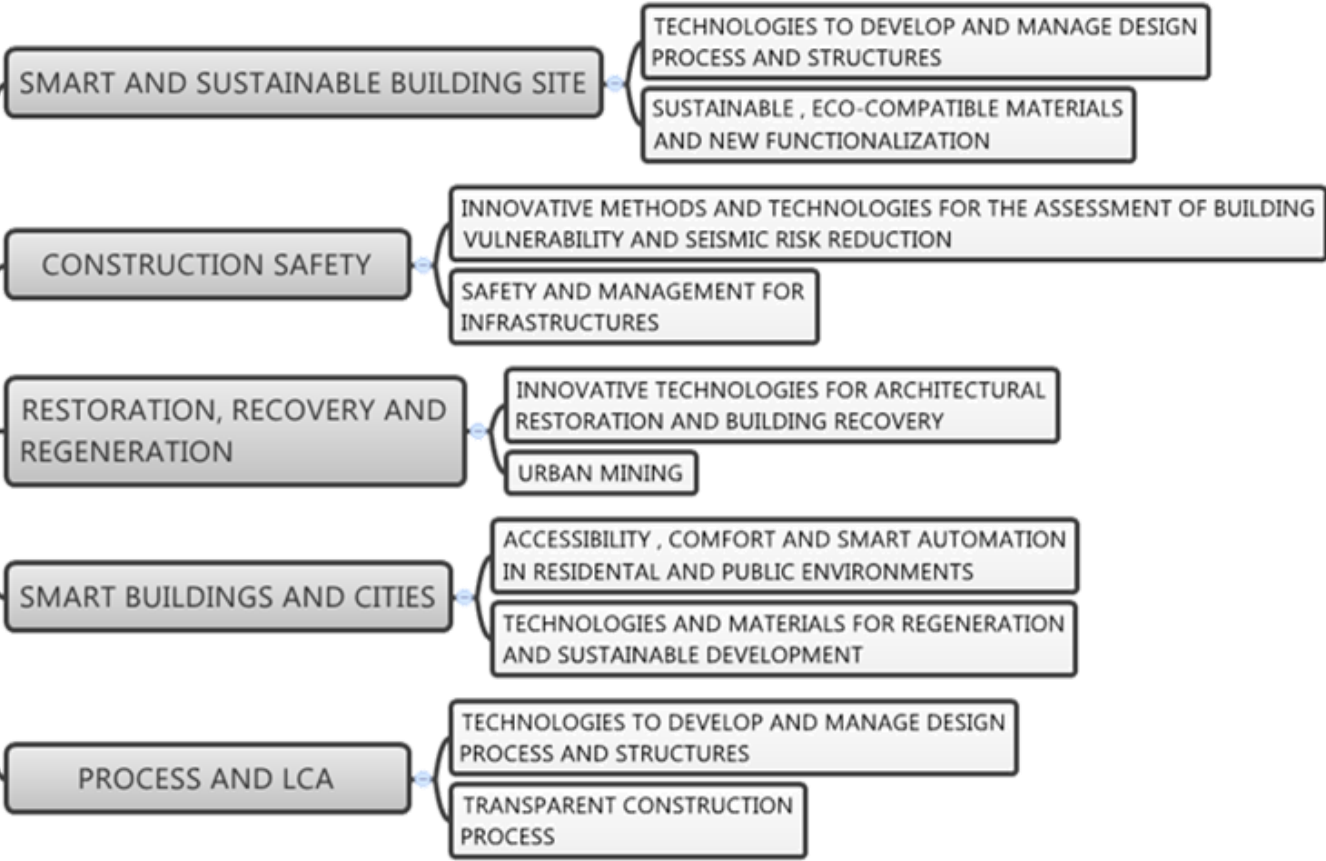 SMART AND SUSTAINABLE BUILDING SITE
TECHNOLOGIES TO DEVELOP AND MANAGE DESIGN
PROCESS AND STRUCTURES
SUSTAINABLE , ECO-COMPATIBLE MATERIALS
AND NEW FUNCTIONALIZATION
CONSTRUCTION SAFETY
INNOVATIVE METHODS AND TECHNOLOGIES FOR THE ASSESSMENT OF BUILDING
VULNERABILITY AND SEISMIC RISK REDUCTION
SAFETY AND MANAGEMENT FOR
INFRASTRUCTURES
RESTORATION, RECOVERY AND
REGENERATION
INNOVATIVE TECHNOLOGIES FOR ARCHITECTURAL
RESTORATION AND BUILDING RECOVERY
URBAN MINING
SMART BUILDINGS AND CITIES
ACCESSIBILITY , COMFORT AND SMART AUTOMATION
IN RESIDENTAL AND PUBLIC ENVIRONMENTS
TECHNOLOGIES AND MATERIALS FOR REGENERATION
AND SUSTAINABLE DEVELOPMENT
PROCESS AND LCA
TECHNOLOGIES TO DEVELOP AND MANAGE DESIGN
PROCESS AND STRUCTURES
TRANSPARENT CONSTRUCTION
PROCESS